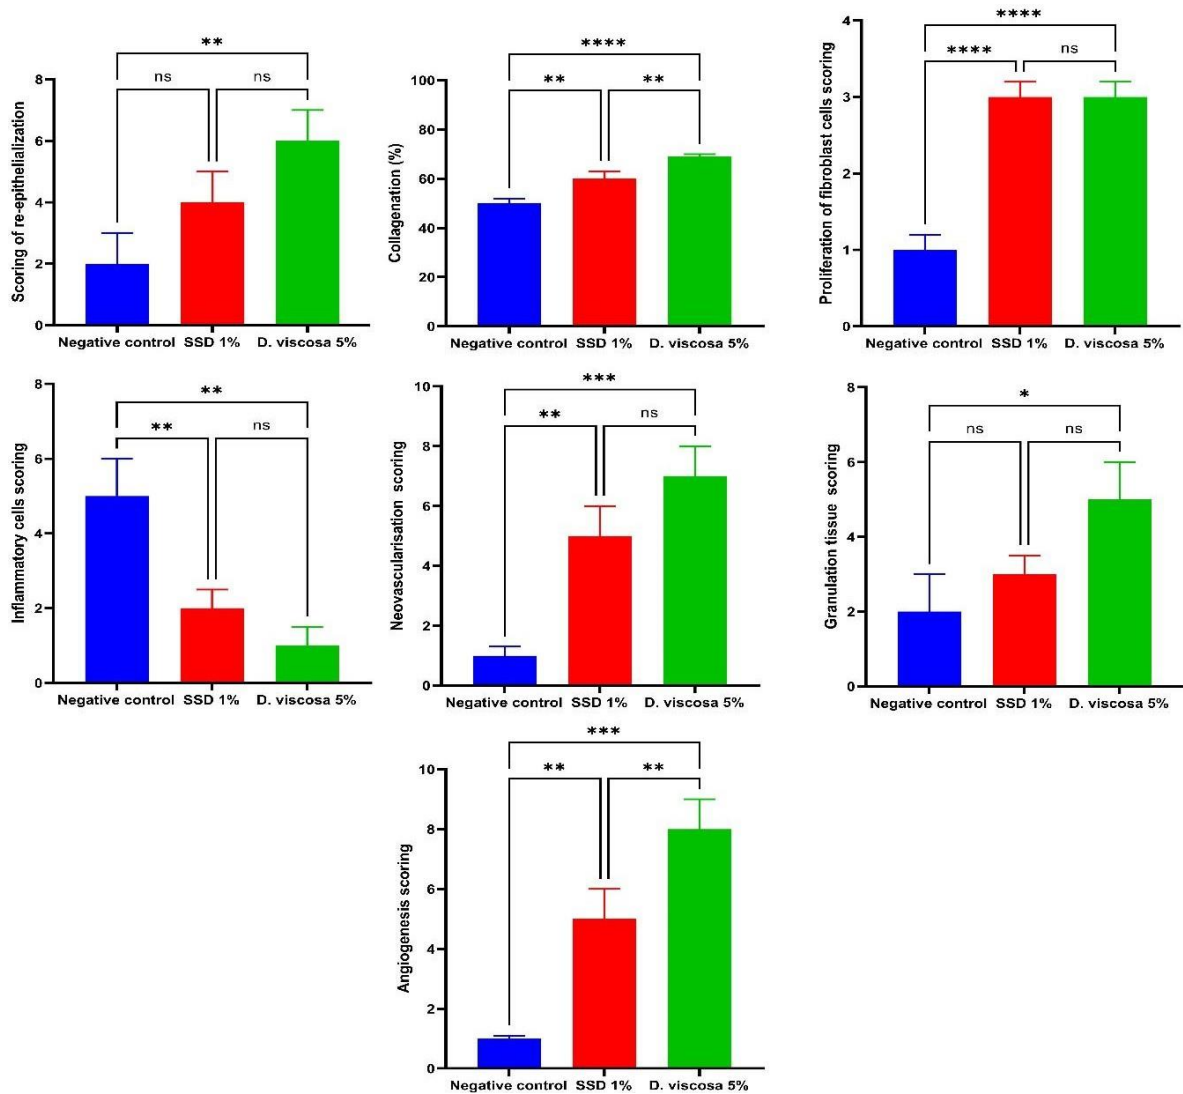 **
ns ns
8
6
4
2
0
Scoring of re-epithelialization
Negative control SSD 1% D. viscosa 5%
****
** **
100
80
60
40
20
0
Collagenation (%)
Negative control SSD 1% D. viscosa 5%
****
**** ns
4
3
2
1
0
Proliferation of fibroblast cells scoring
Negative control SSD 1% D. viscosa 5%
**
** ns
8
6
4
2
0
Inflammatory cells scoring
Negative control SSD 1% D. viscosa 5%
***
** ns
10
8
6
4
2
0
Neovascularisation scoring
Negative control SSD 1% D. viscosa 5%
*
ns ns
8
6
4
2
0
Granulation tissue scoring
Negative control SSD 1% D. viscosa 5%
***
** **
10
8
6
4
2
0
Angiogenesis scoring
Negative control SSD 1% D. viscosa 5%